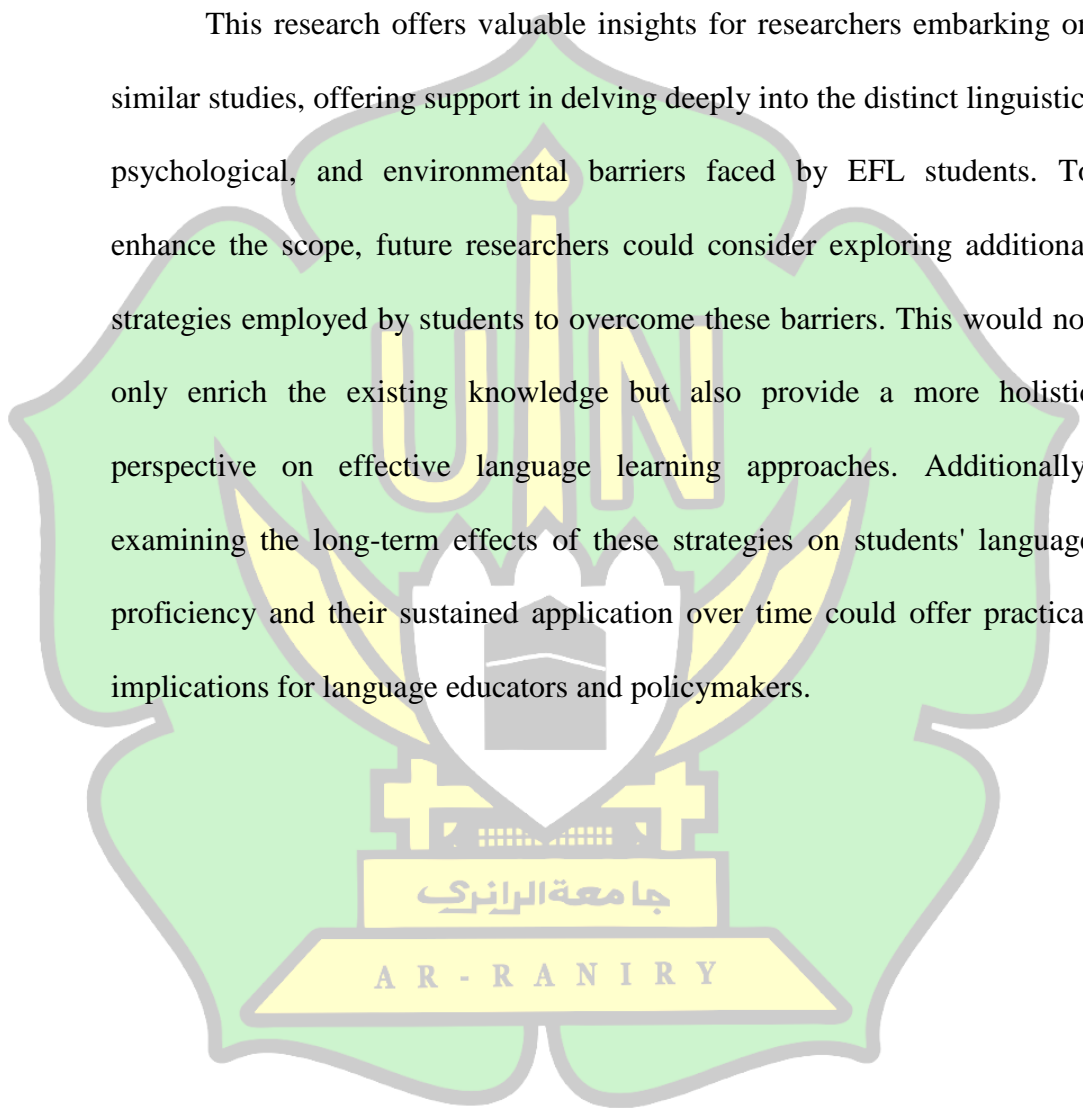 This research offers valuable insights for researchers embarking on
similar studies, offering support in delving deeply into the distinct linguistic
psychological, and environmental barriers faced by EFL students. To
enhance the scope, future researchers could consider exploring additional
strategies employed by students to overcome these barriers. This would no
only enrich the existing knowledge but also provide a more holistic
perspective on effective language learning approaches. Additionally
examining the long-term effects of these strategies on students' language
proficiency and their sustained application over time could offer practical
implications for language educators and policymakers.
UIN
جامعة الرانري
AR-RANIRY